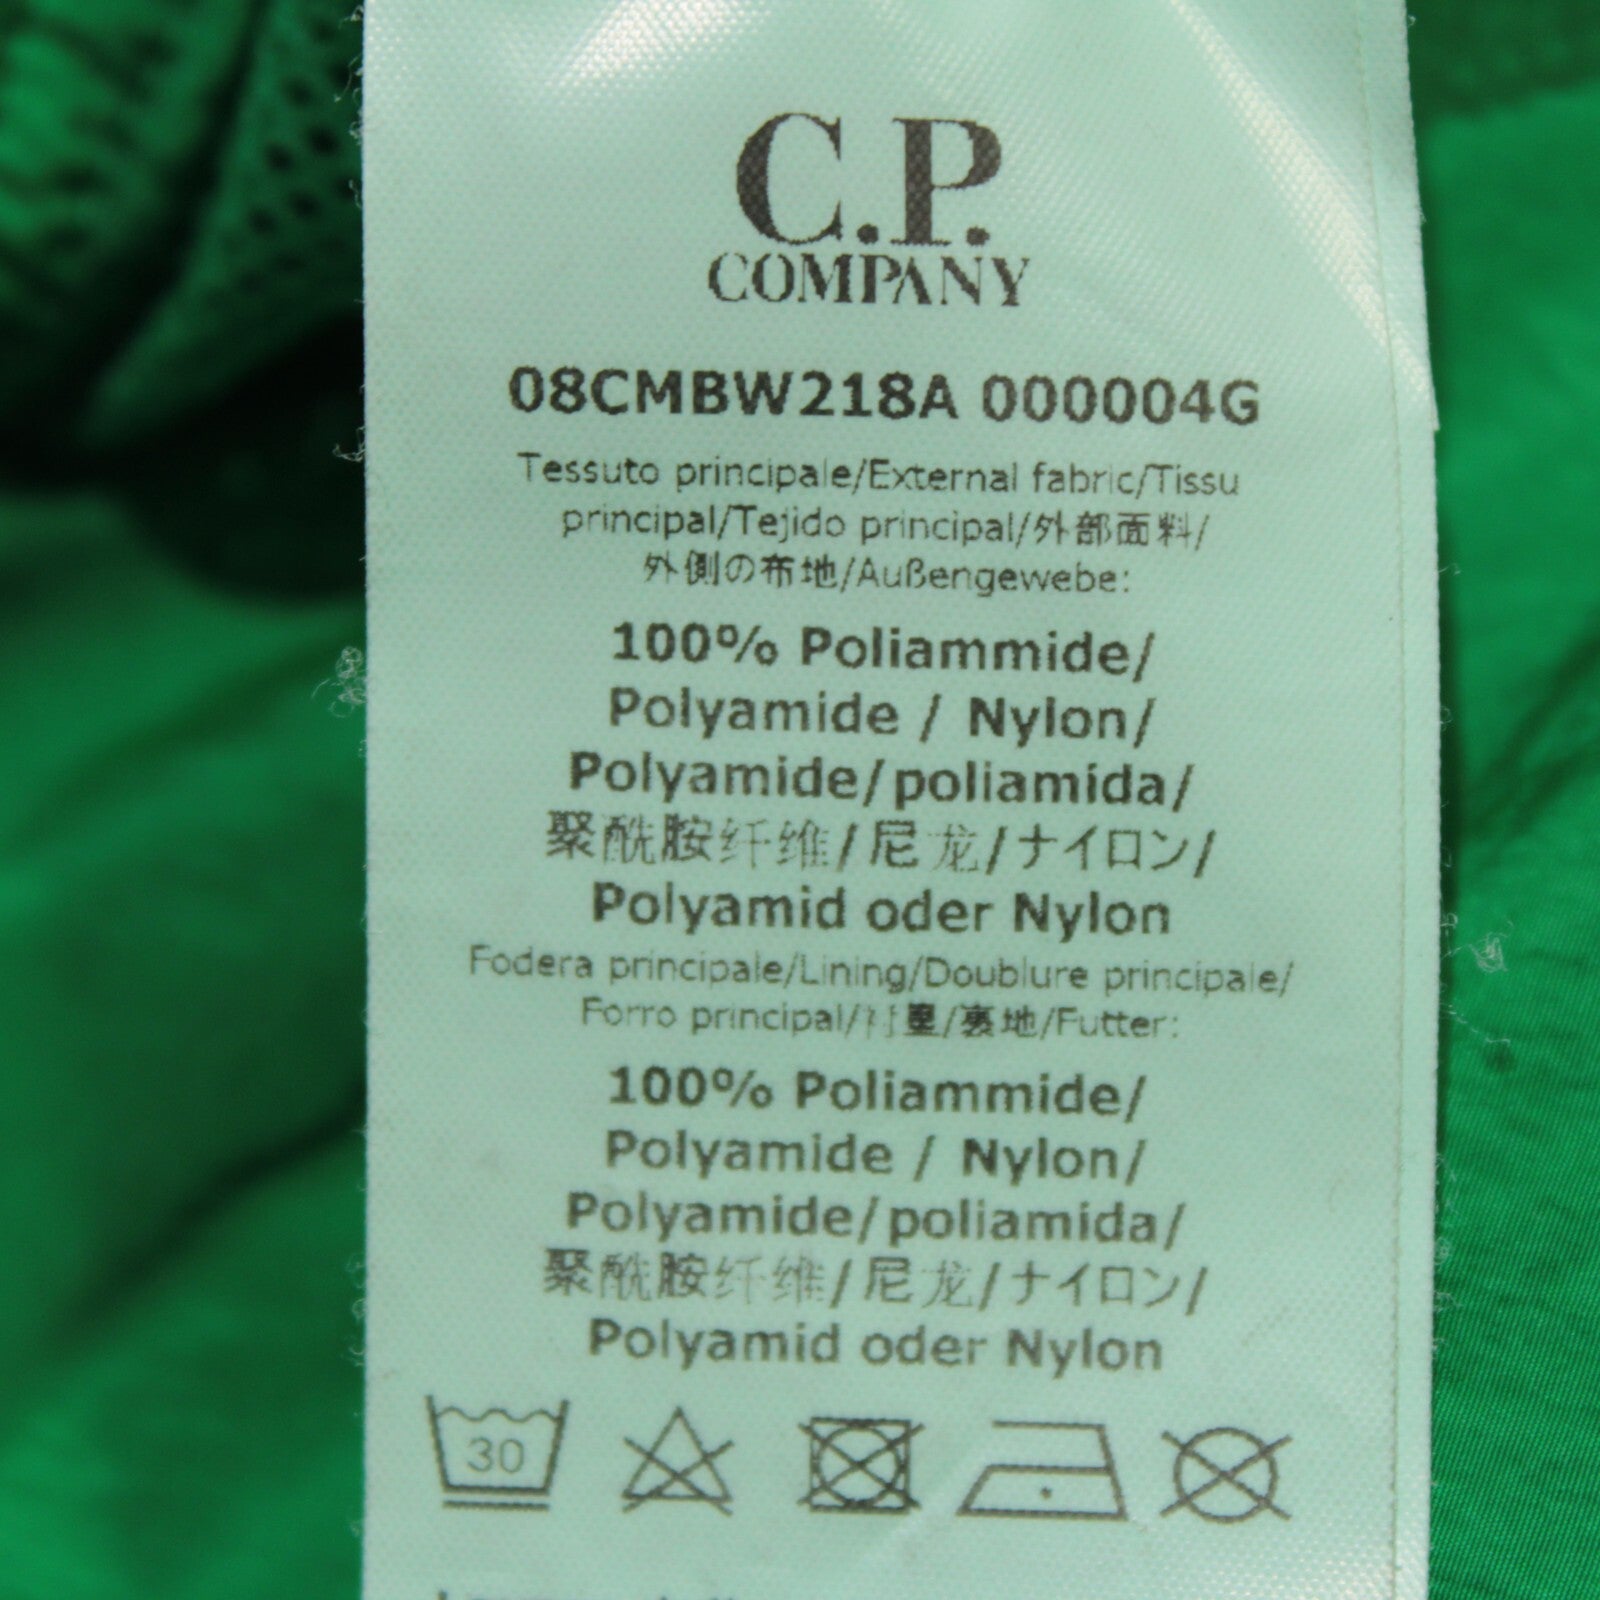 C.P.
COMPANY
08CMBW218A 000004G
Tessuto principale/External fabric/Tissu
principal/Tejido principal/外部面料/
外側の布地/Außengewebe:
100% Poliammide/
Polyamide / Nylon/
Polyamide/poliamida/
聚酰胺纤维/尼龙/ナイロン/
Polyamid oder Nylon
Fodera principale/Lining/Doublure principale/
Forro principal/衬里/裏地/Futter:
100% Poliammide/
Polyamide / Nylon/
Polyamide/poliamida/
聚酰胺纤维/尼龙/ナイロン/
Polyamid oder Nylon
30